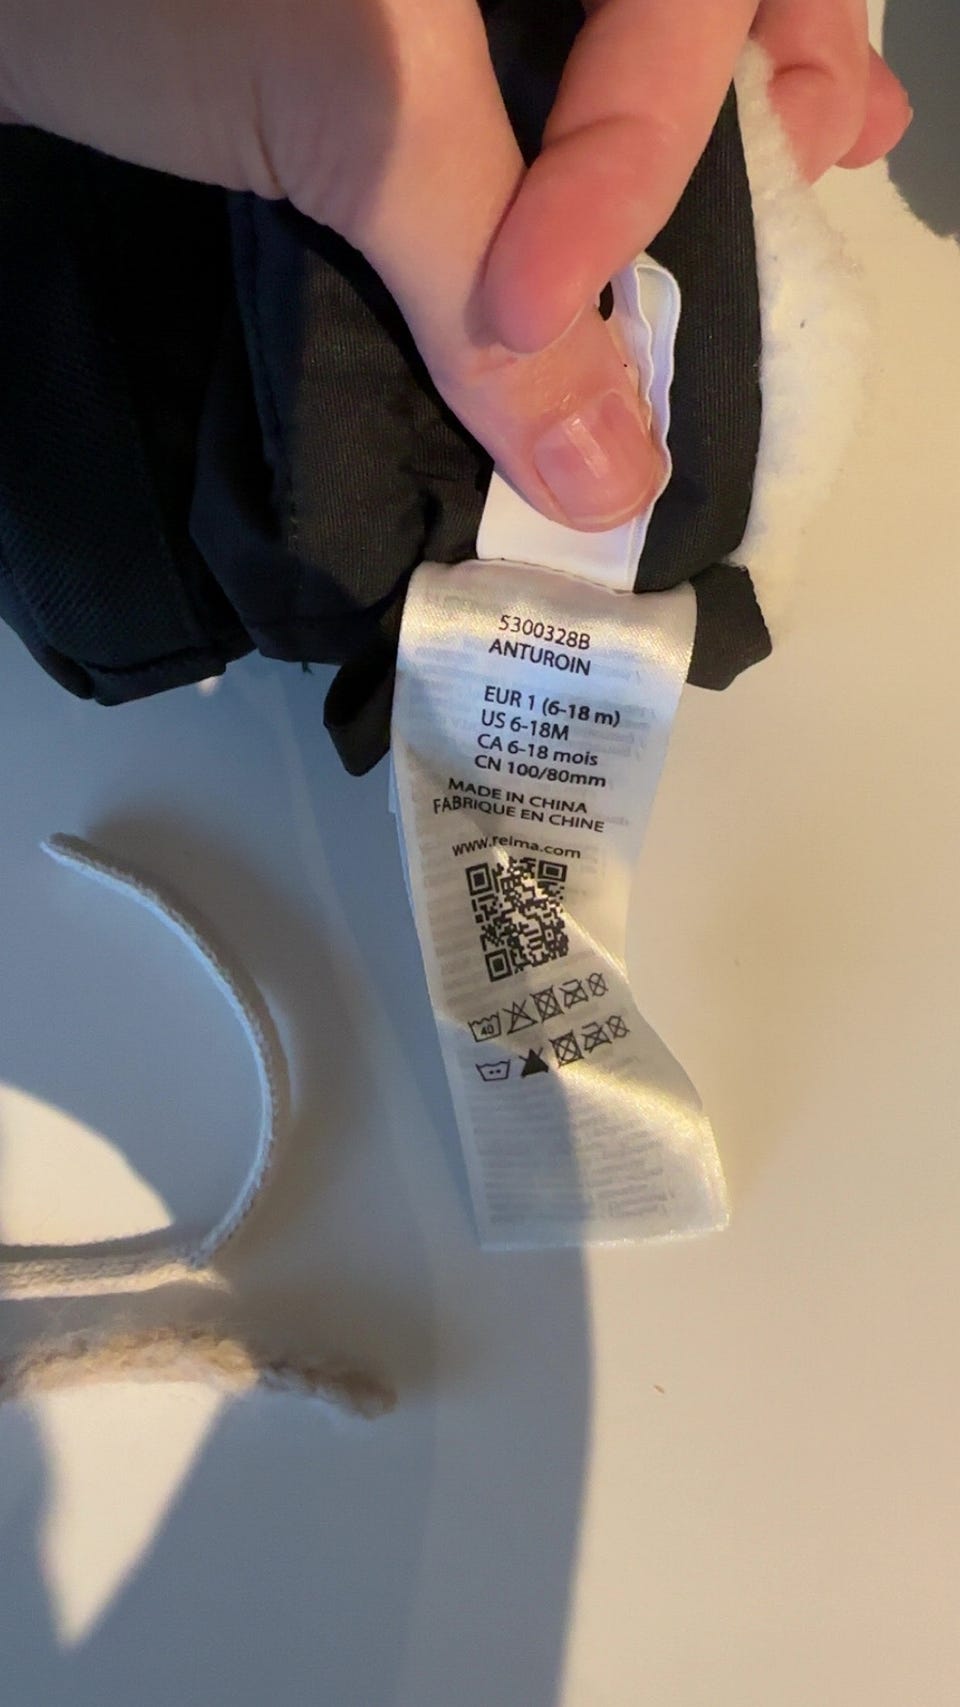 5300328B
ANTUROIN
EUR 1 (6-18 m)
US 6-18M
CA 6-18 mois
CN 100/80mm
MADE IN CHINA
FABRIQUE EN CHINE
www.reima.com
40